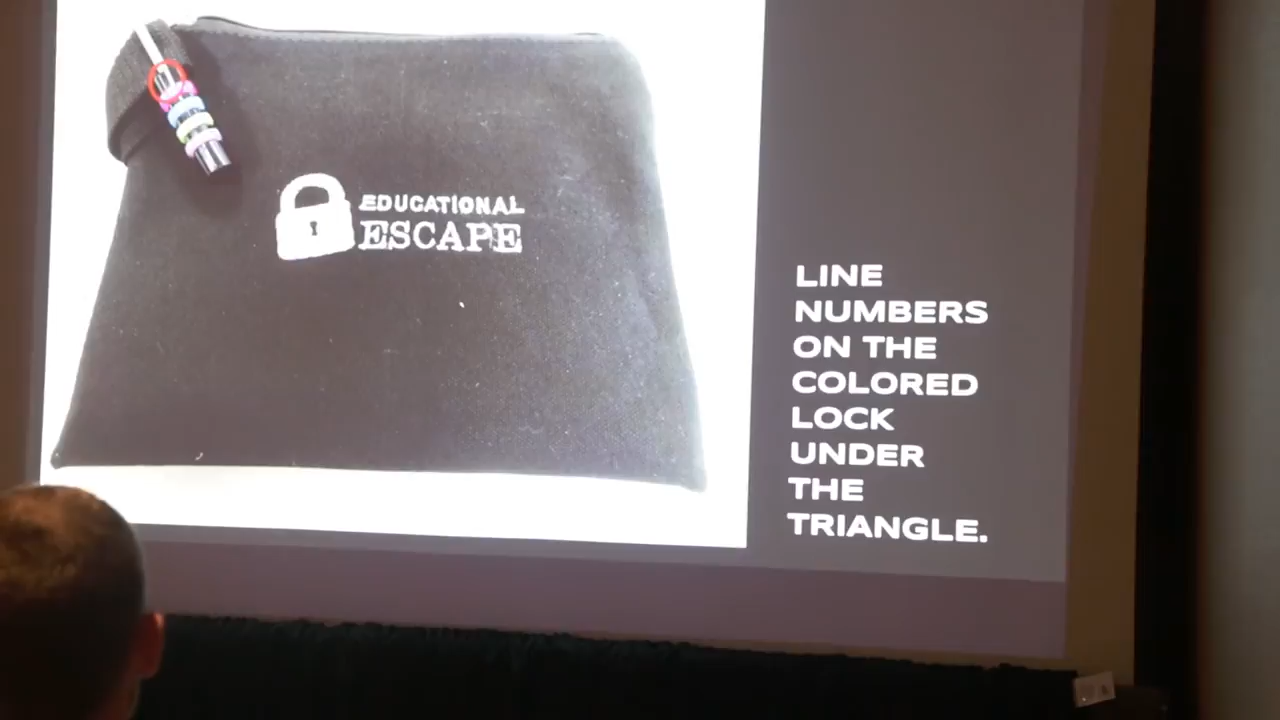 EDUCATIONAL
ESCAPE
LINE
NUMBERS
ON THE
COLORED
LOCK
UNDER
THE
TRIANGLE.